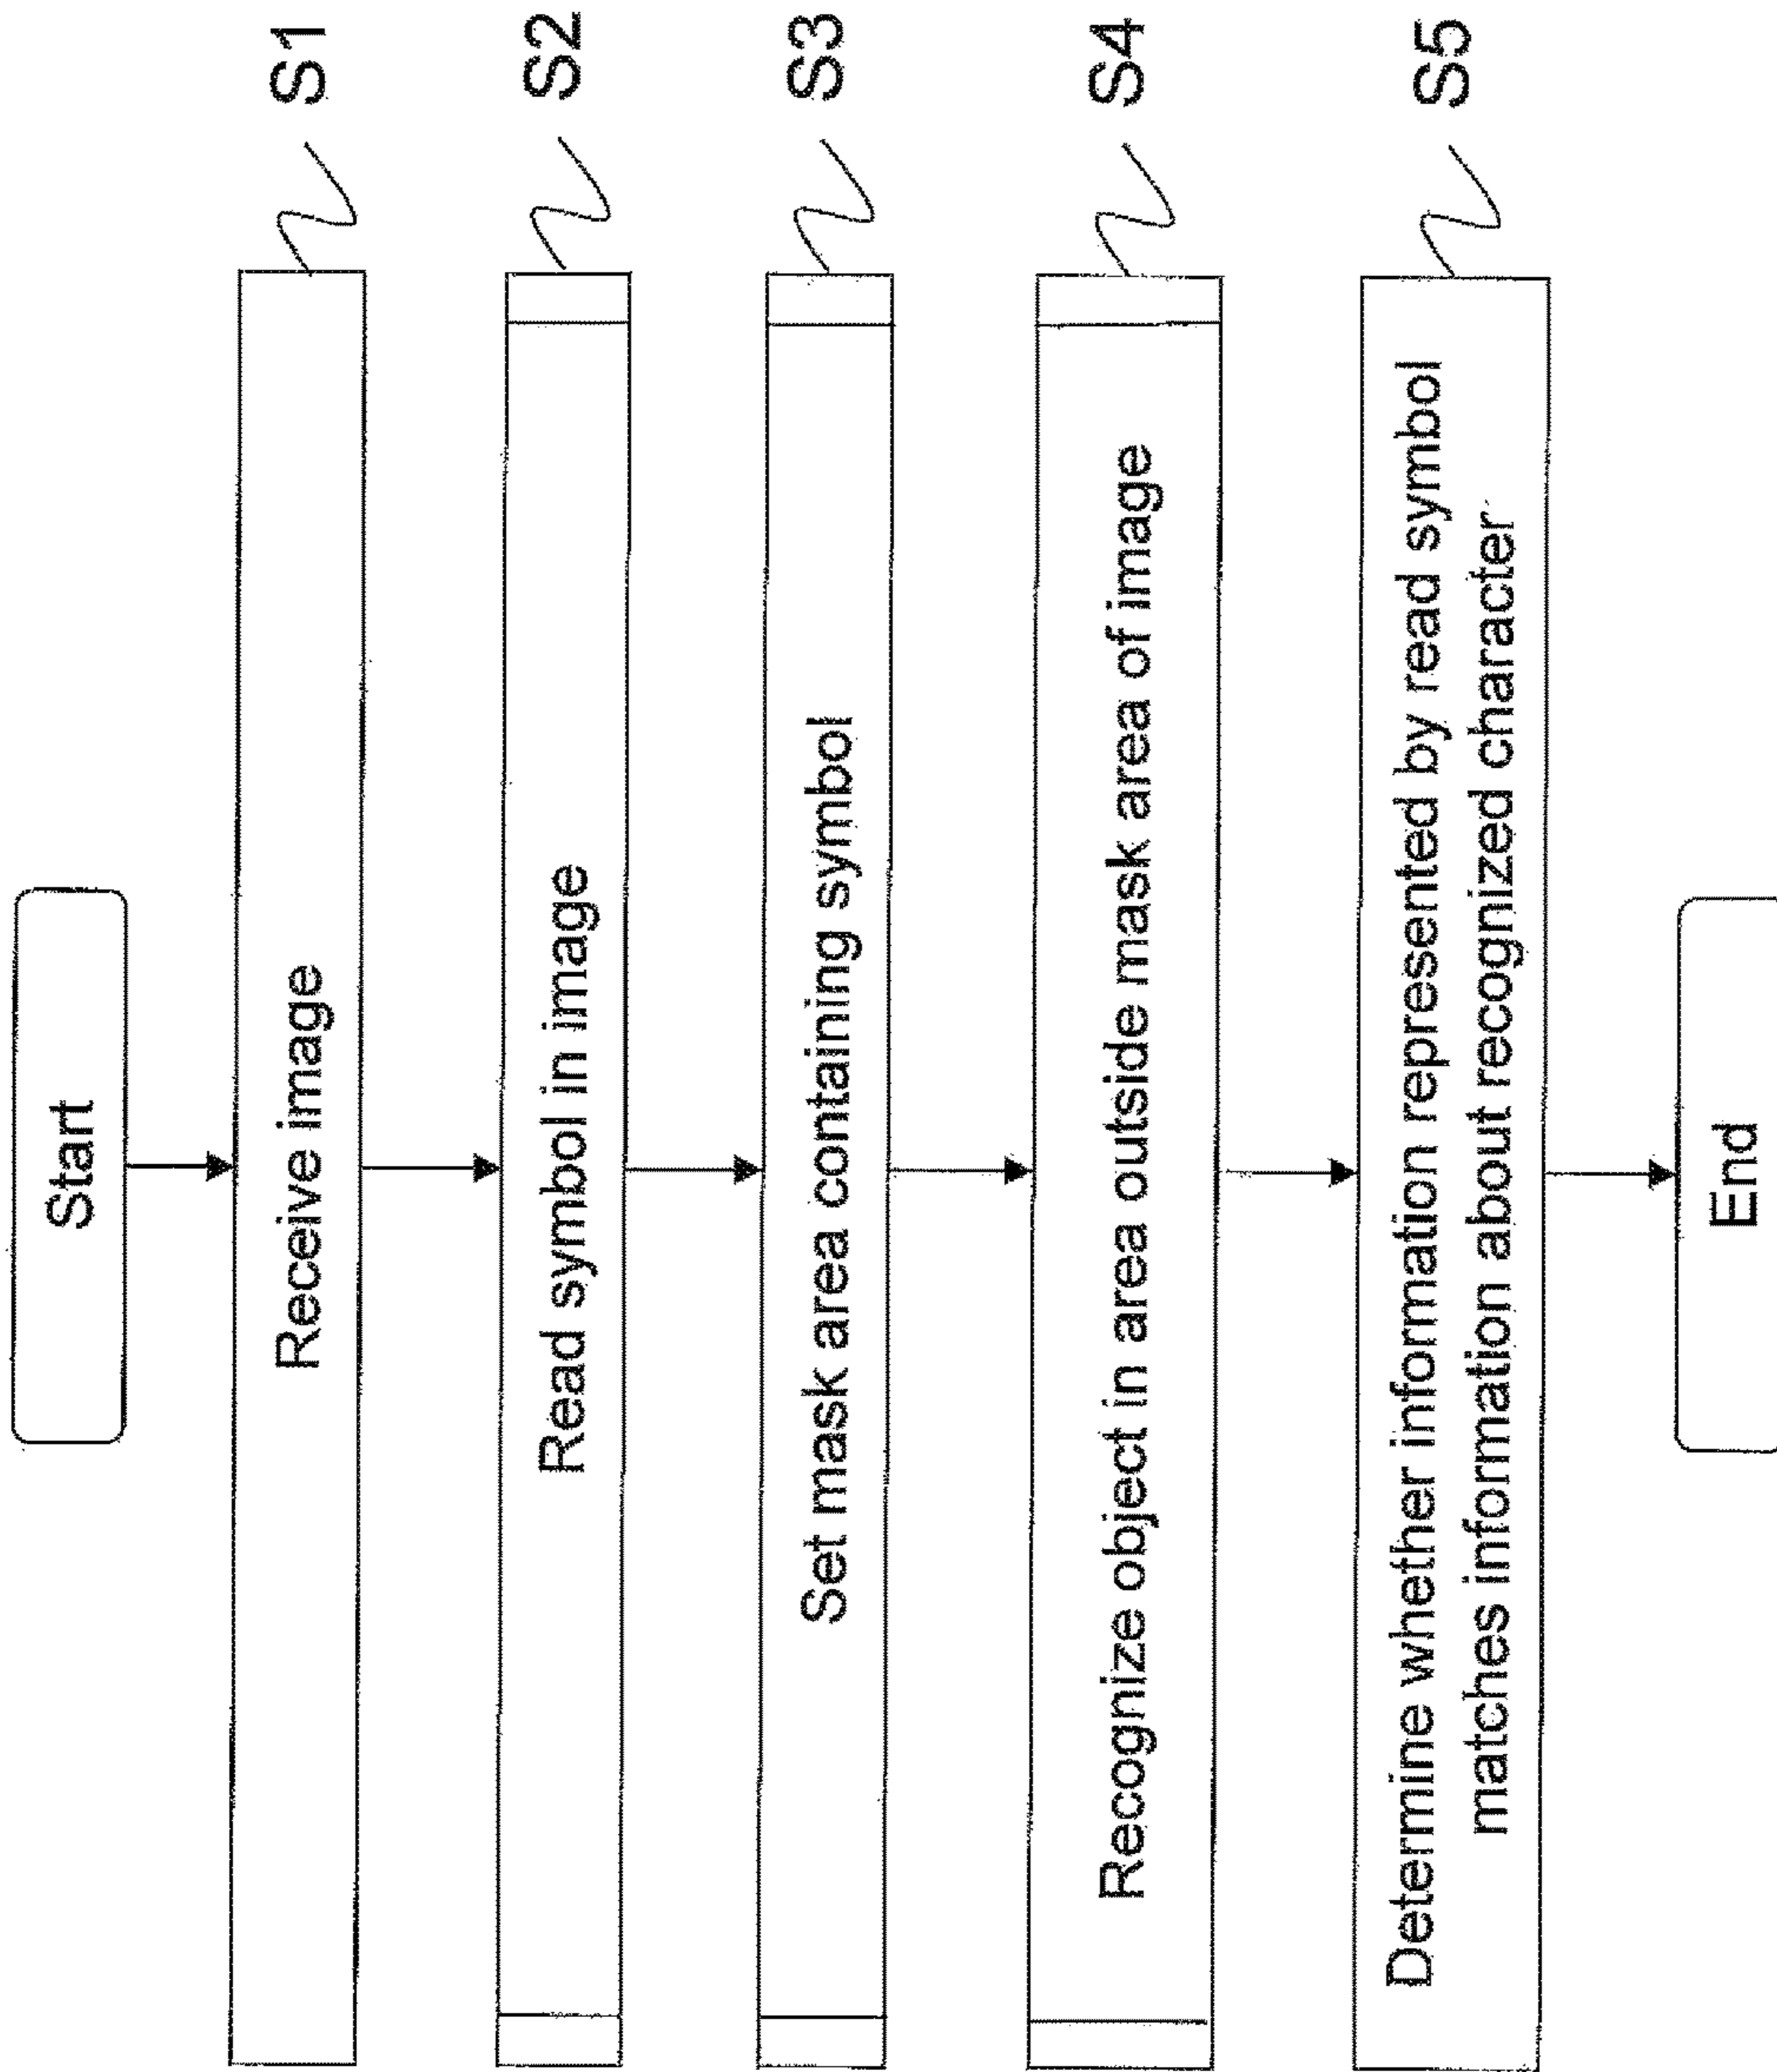 Start
Receive image
S1
Read symbol in image
S2
Set mask area containing symbol
S3
Recognize object in area outside mask area of image
S4
Determine whether information represented by read symbol
matches information about recognized character
S5
End